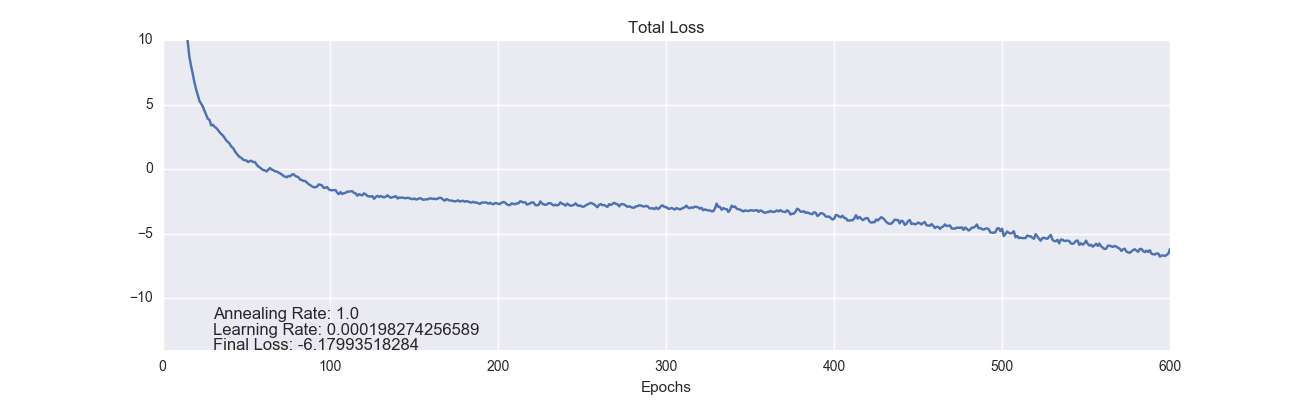 Total Loss
10
5
0
−5
−10
Annealing Rate: 1.0
Learning Rate: 0.000198274256589
Final Loss: -6.17993518284
0 100 200 300 400 500 600
Epochs